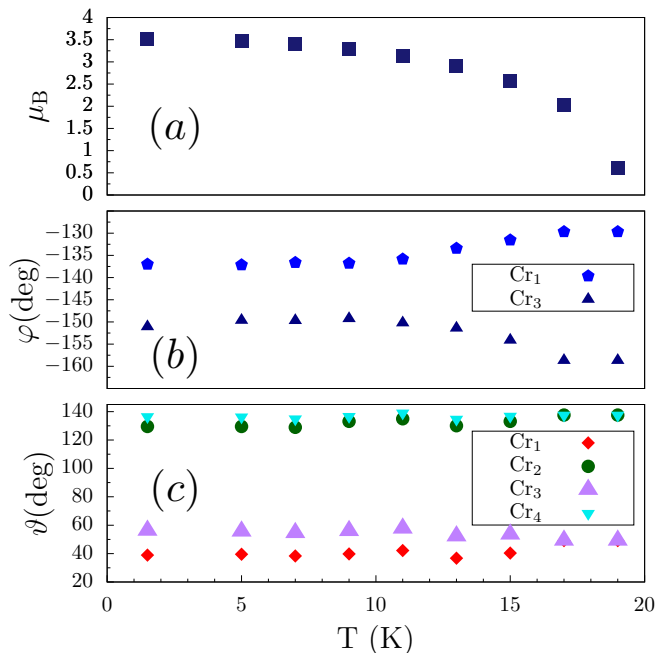 4
3.5
3
2.5
2
1.5
1
0.5
0
μ_B
(a)
−130
−135
−140
−145
−150
−155
−160
φ(deg)
Cr₁
Cr₃
(b)
140
120
100
80
60
40
20
ϑ(deg)
Cr₁
Cr₂
Cr₃
Cr₄
(c)
0 5 10 15 20
T (K)